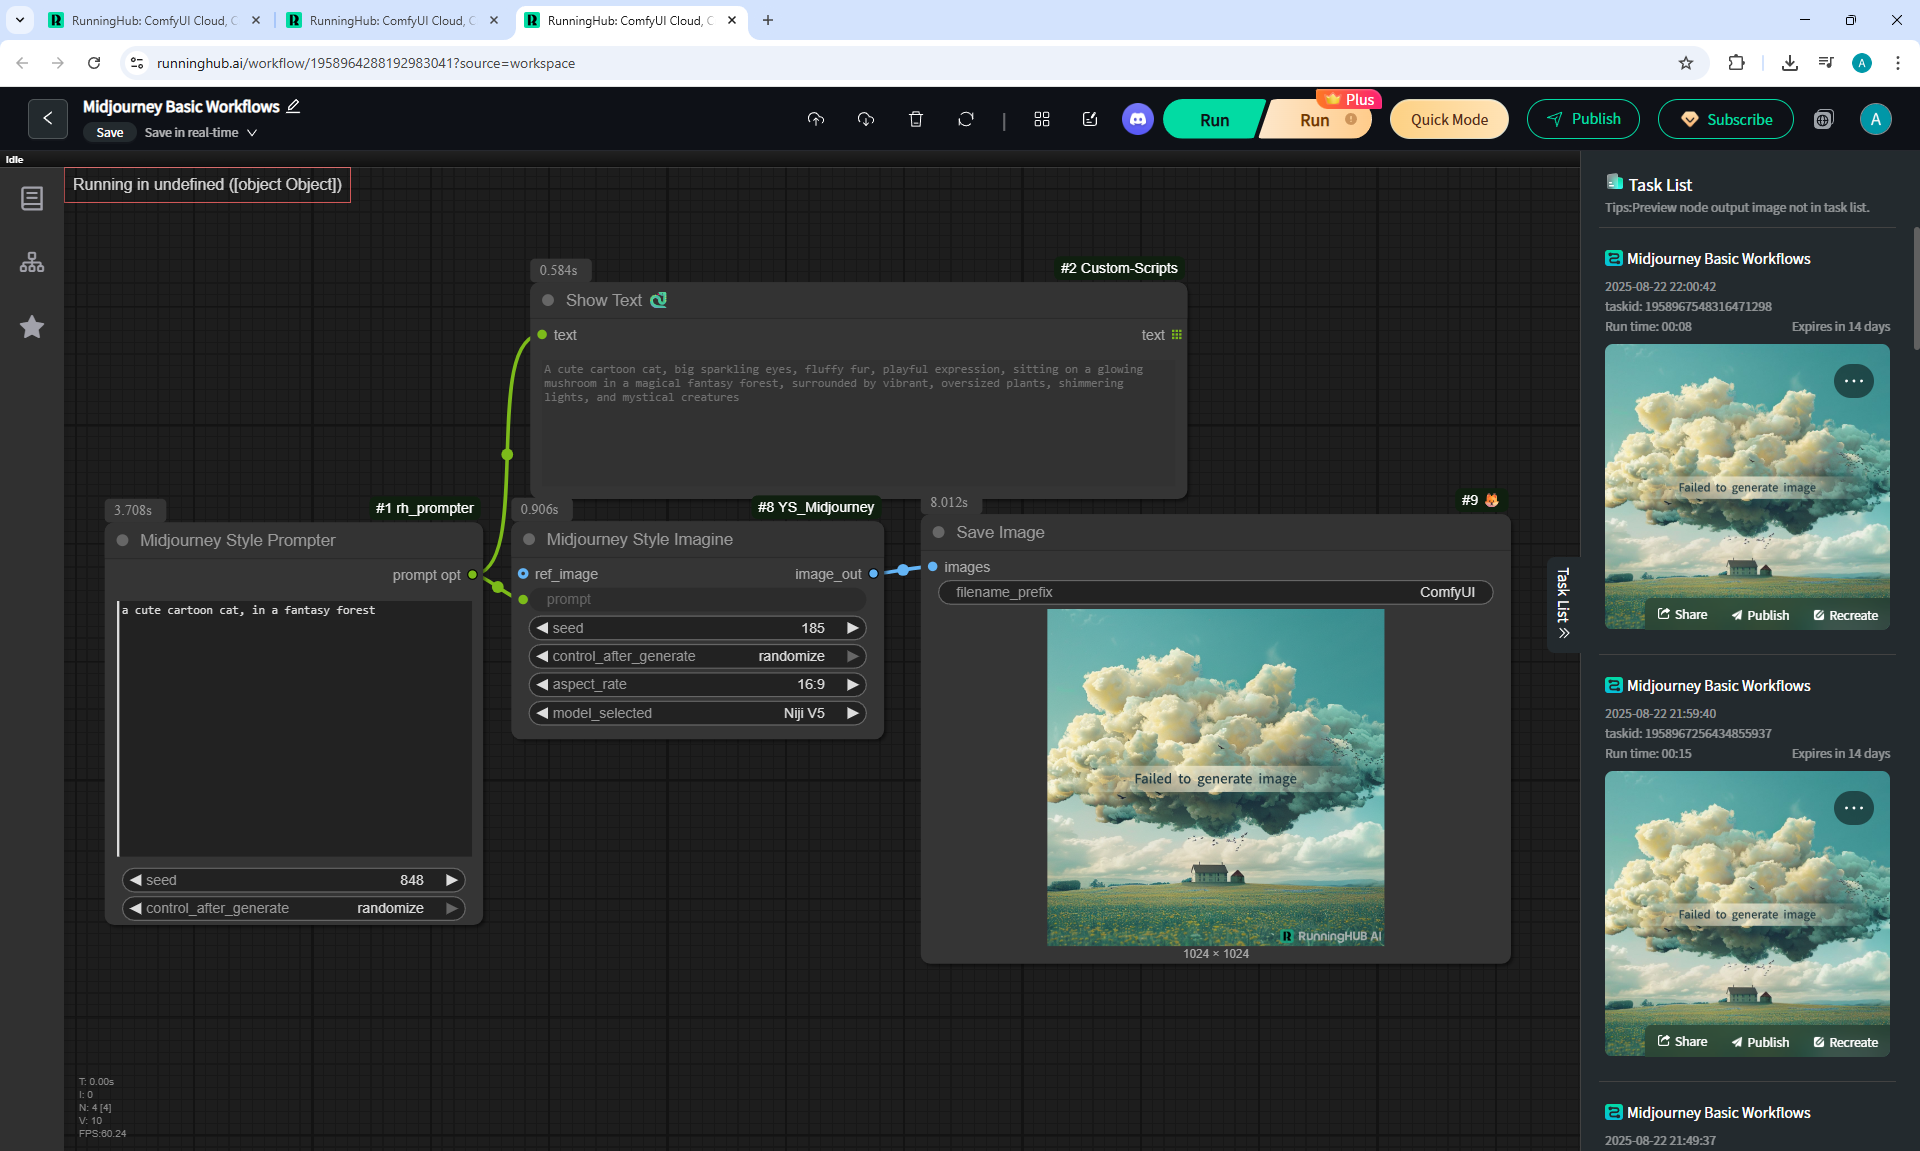 RunningHub: ComfyUI Cloud, C
RunningHub: ComfyUI Cloud, C
RunningHub: ComfyUI Cloud, C
runninghub.ai/workflow/1958964288192983041?source=workspace
A
Midjourney Basic Workflows
Save
Save in real-time
Run
Run
Plus
Quick Mode
Publish
Subscribe
A
Idle
Running in undefined ([object Object])
0.584s
#2 Custom-Scripts
Show Text
text
text
A cute cartoon cat, big sparkling eyes, fluffy fur, playful expression, sitting on a glowing
mushroom in a magical fantasy forest, surrounded by vibrant, oversized plants, shimmering
lights, and mystical creatures
3.708s
#1 rh_prompter
Midjourney Style Prompter
prompt opt
a cute cartoon cat, in a fantasy forest
seed 848
control_after_generate randomize
0.906s
#8 YS_Midjourney
Midjourney Style Imagine
ref_image
image_out
prompt
seed 185
control_after_generate randomize
aspect_rate 16:9
model_selected Niji V5
8.012s
#9
Save Image
images
filename_prefix ComfyUI
Failed to generate image
RunningHUB AI
1024 × 1024
T: 0.00s
I: 0
N: 4 [4]
V: 10
FPS:60.24
Task List
Task List
Tips:Preview node output image not in task list.
Midjourney Basic Workflows
2025-08-22 22:00:42
taskid: 1958967548316471298
Run time: 00:08 Expires in 14 days
Failed to generate image
Share Publish Recreate
Midjourney Basic Workflows
2025-08-22 21:59:40
taskid: 1958967256434855937
Run time: 00:15 Expires in 14 days
Failed to generate image
Share Publish Recreate
Midjourney Basic Workflows
2025-08-22 21:49:37